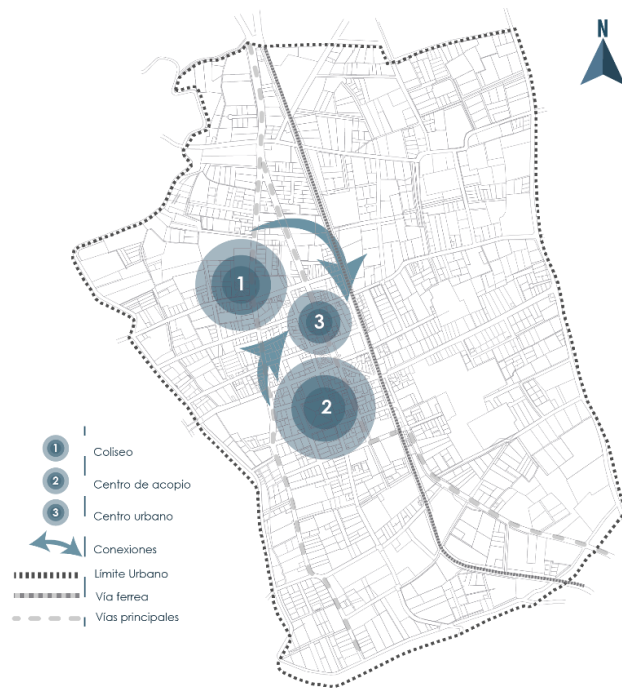 N
1
3
2
1 Coliseo
2 Centro de acopio
3 Centro urbano
Conexiones
Límite Urbano
Vía ferrea
Vías principales